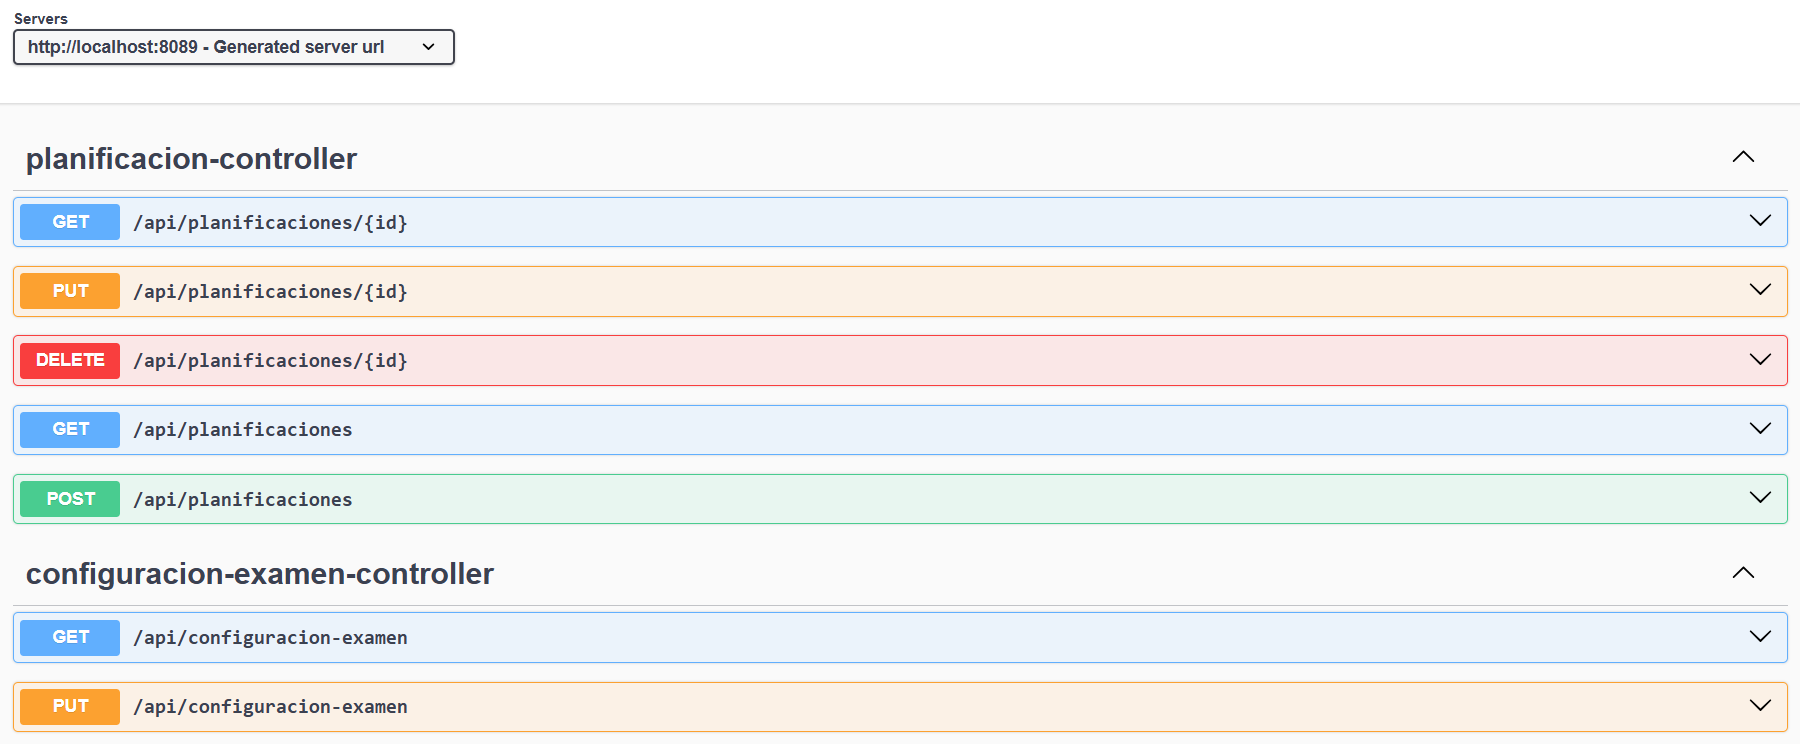 Servers
http://localhost:8089 - Generated server url
planificacion-controller
GET /api/planificaciones/{id}
PUT /api/planificaciones/{id}
DELETE /api/planificaciones/{id}
GET /api/planificaciones
POST /api/planificaciones
configuracion-examen-controller
GET /api/configuracion-examen
PUT /api/configuracion-examen